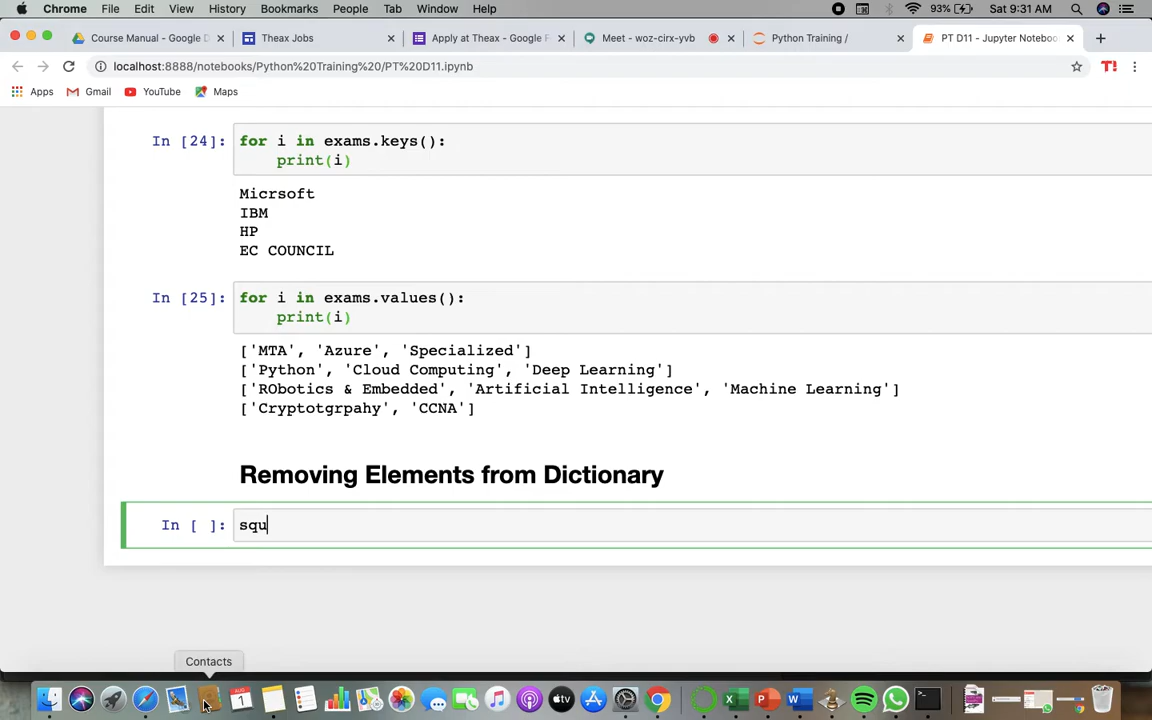 Chrome File Edit View History Bookmarks People Tab Window Help 93% Sat 9:31 AM
Course Manual - Google D Theax Jobs Apply at Theax - Google F Meet - woz-cirx-yvb Python Training / PT D11 - Jupyter Noteboo
localhost:8888/notebooks/Python%20Training%20/PT%20D11.ipynb T!
Apps Gmail YouTube Maps
In [24]: for i in exams.keys():
print(i)
Micrsoft
IBM
HP
EC COUNCIL
In [25]: for i in exams.values():
print(i)
['MTA', 'Azure', 'Specialized']
['Python', 'Cloud Computing', 'Deep Learning']
['RObotics & Embedded', 'Artificial Intelligence', 'Machine Learning']
['Cryptotgrpahy', 'CCNA']
Removing Elements from Dictionary
In [ ]: squ
Contacts